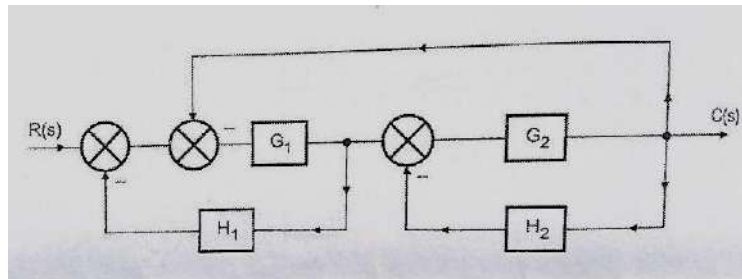 R(s)
–
G₁
G₂
C(s)
–
–
H₁
H₂